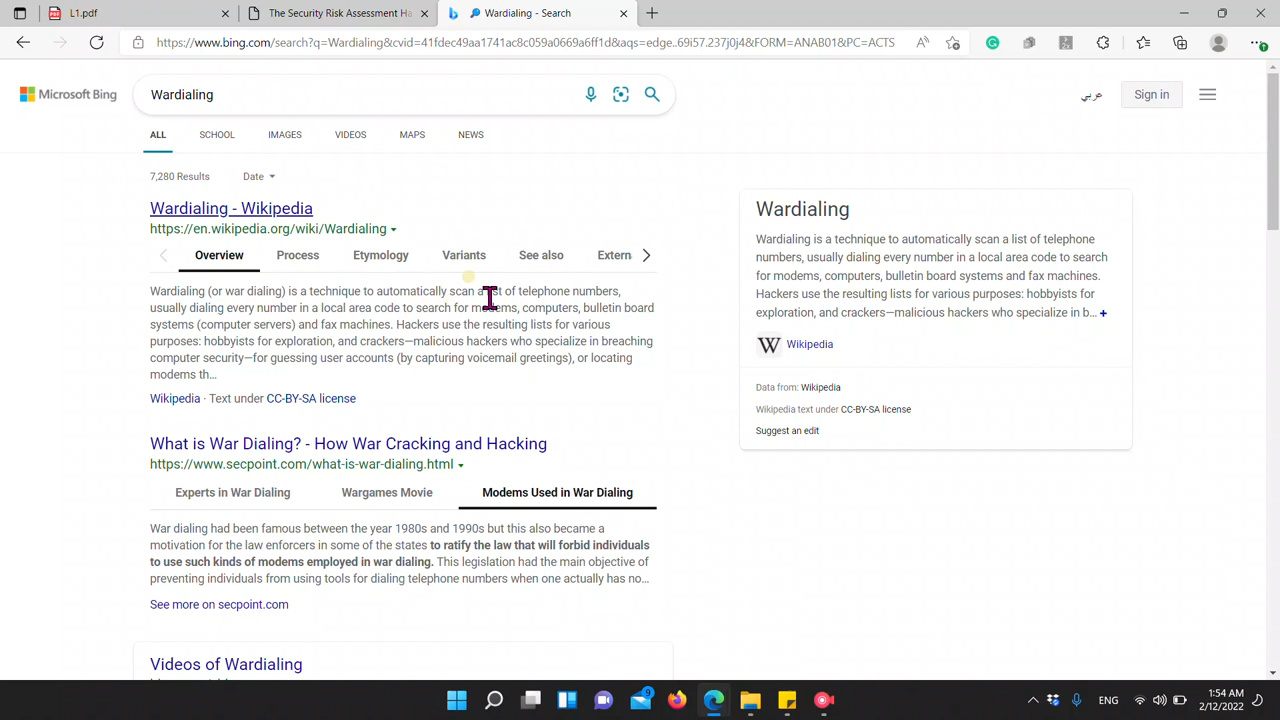 L1.pdf
The Security Risk Assessment Ha
Wardialing - Search
https://www.bing.com/search?q=Wardialing&cvid=41fdec49aa1741ac8c059a0669a6ff1d&aqs=edge..69i57.237j0j4&FORM=ANAB01&PC=ACTS
Microsoft Bing
Wardialing
عربي
Sign in
ALL SCHOOL IMAGES VIDEOS MAPS NEWS
7,280 Results Date
Wardialing - Wikipedia
https://en.wikipedia.org/wiki/Wardialing
Overview Process Etymology Variants See also Extern
Wardialing (or war dialing) is a technique to automatically scan a list of telephone numbers,
usually dialing every number in a local area code to search for modems, computers, bulletin board
systems (computer servers) and fax machines. Hackers use the resulting lists for various
purposes: hobbyists for exploration, and crackers—malicious hackers who specialize in breaching
computer security—for guessing user accounts (by capturing voicemail greetings), or locating
modems th...
Wikipedia · Text under CC-BY-SA license
What is War Dialing? - How War Cracking and Hacking
https://www.secpoint.com/what-is-war-dialing.html
Experts in War Dialing Wargames Movie Modems Used in War Dialing
War dialing had been famous between the year 1980s and 1990s but this also became a
motivation for the law enforcers in some of the states to ratify the law that will forbid individuals
to use such kinds of modems employed in war dialing. This legislation had the main objective of
preventing individuals from using tools for dialing telephone numbers when one actually has no...
See more on secpoint.com
Videos of Wardialing
Wardialing
Wardialing is a technique to automatically scan a list of telephone
numbers, usually dialing every number in a local area code to search
for modems, computers, bulletin board systems and fax machines.
Hackers use the resulting lists for various purposes: hobbyists for
exploration, and crackers—malicious hackers who specialize in b... +
W Wikipedia
Data from: Wikipedia
Wikipedia text under CC-BY-SA license
Suggest an edit
9
ENG
1:54 AM
2/12/2022